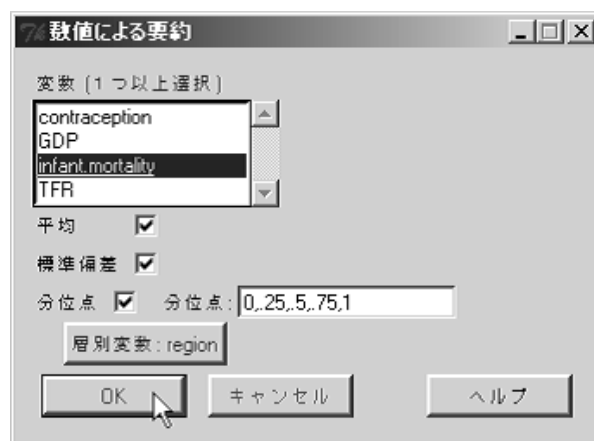 数値による要約
変数 (1つ以上選択)
contraception
GDP
infant.mortality
TFR
平均
標準偏差
分位点 分位点: 0,.25,.5,.75,1
層別変数: region
OK キャンセル ヘルプ